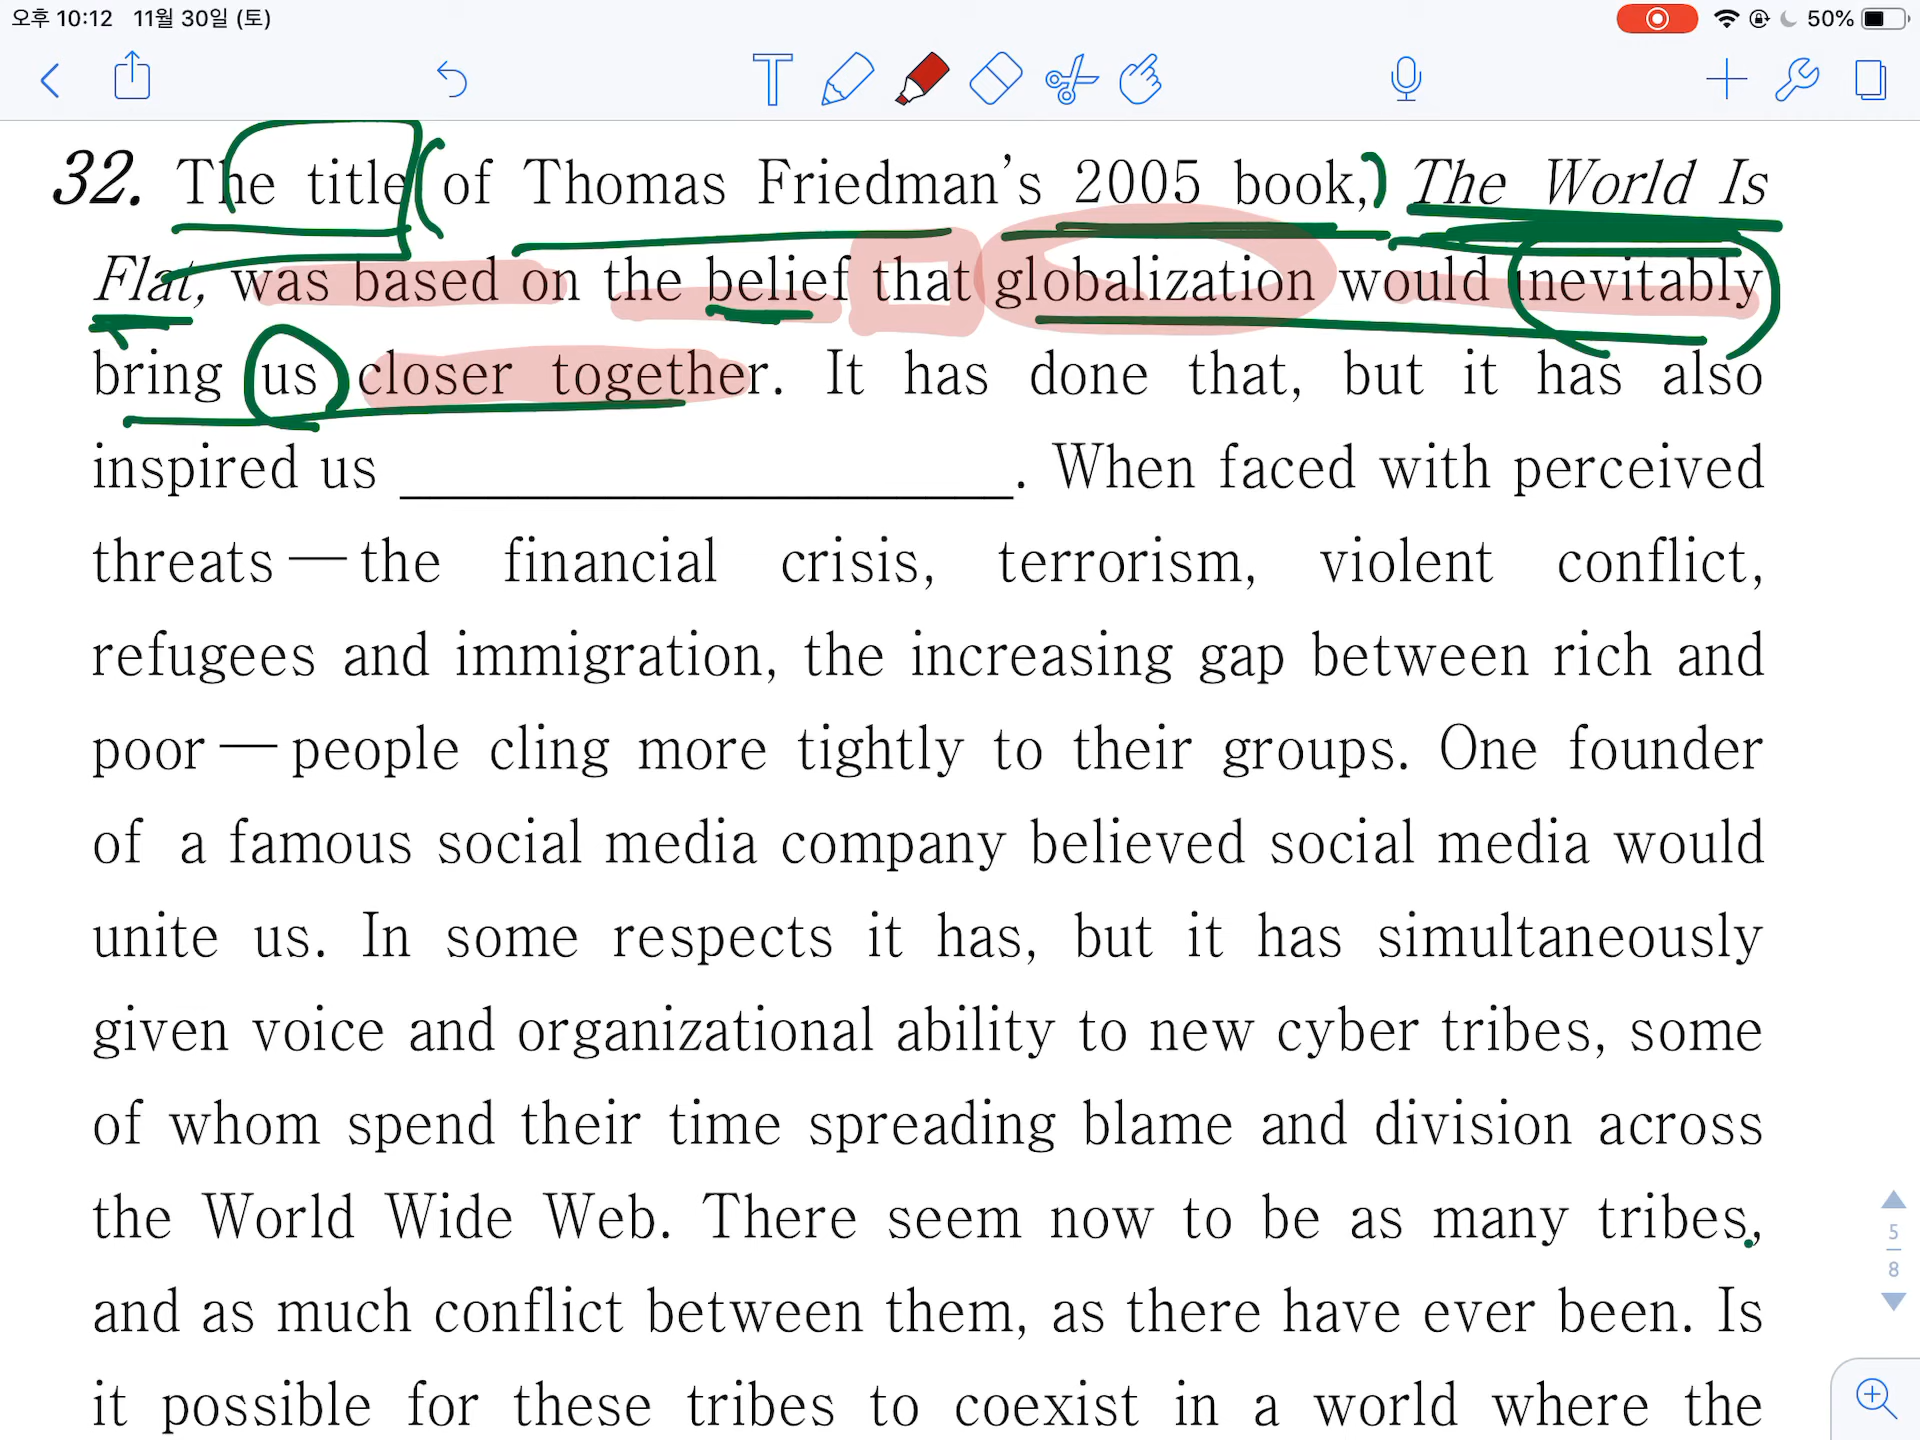 오후 10:12 11월 30일 (토)
50%
32. The title of Thomas Friedman's 2005 book, The World Is
Flat, was based on the belief that globalization would inevitably
bring us closer together. It has done that, but it has also
inspired us ____________________. When faced with perceived
threats—the financial crisis, terrorism, violent conflict,
refugees and immigration, the increasing gap between rich and
poor—people cling more tightly to their groups. One founder
of a famous social media company believed social media would
unite us. In some respects it has, but it has simultaneously
given voice and organizational ability to new cyber tribes, some
of whom spend their time spreading blame and division across
the World Wide Web. There seem now to be as many tribes,
and as much conflict between them, as there have ever been. Is
it possible for these tribes to coexist in a world where the
5
8